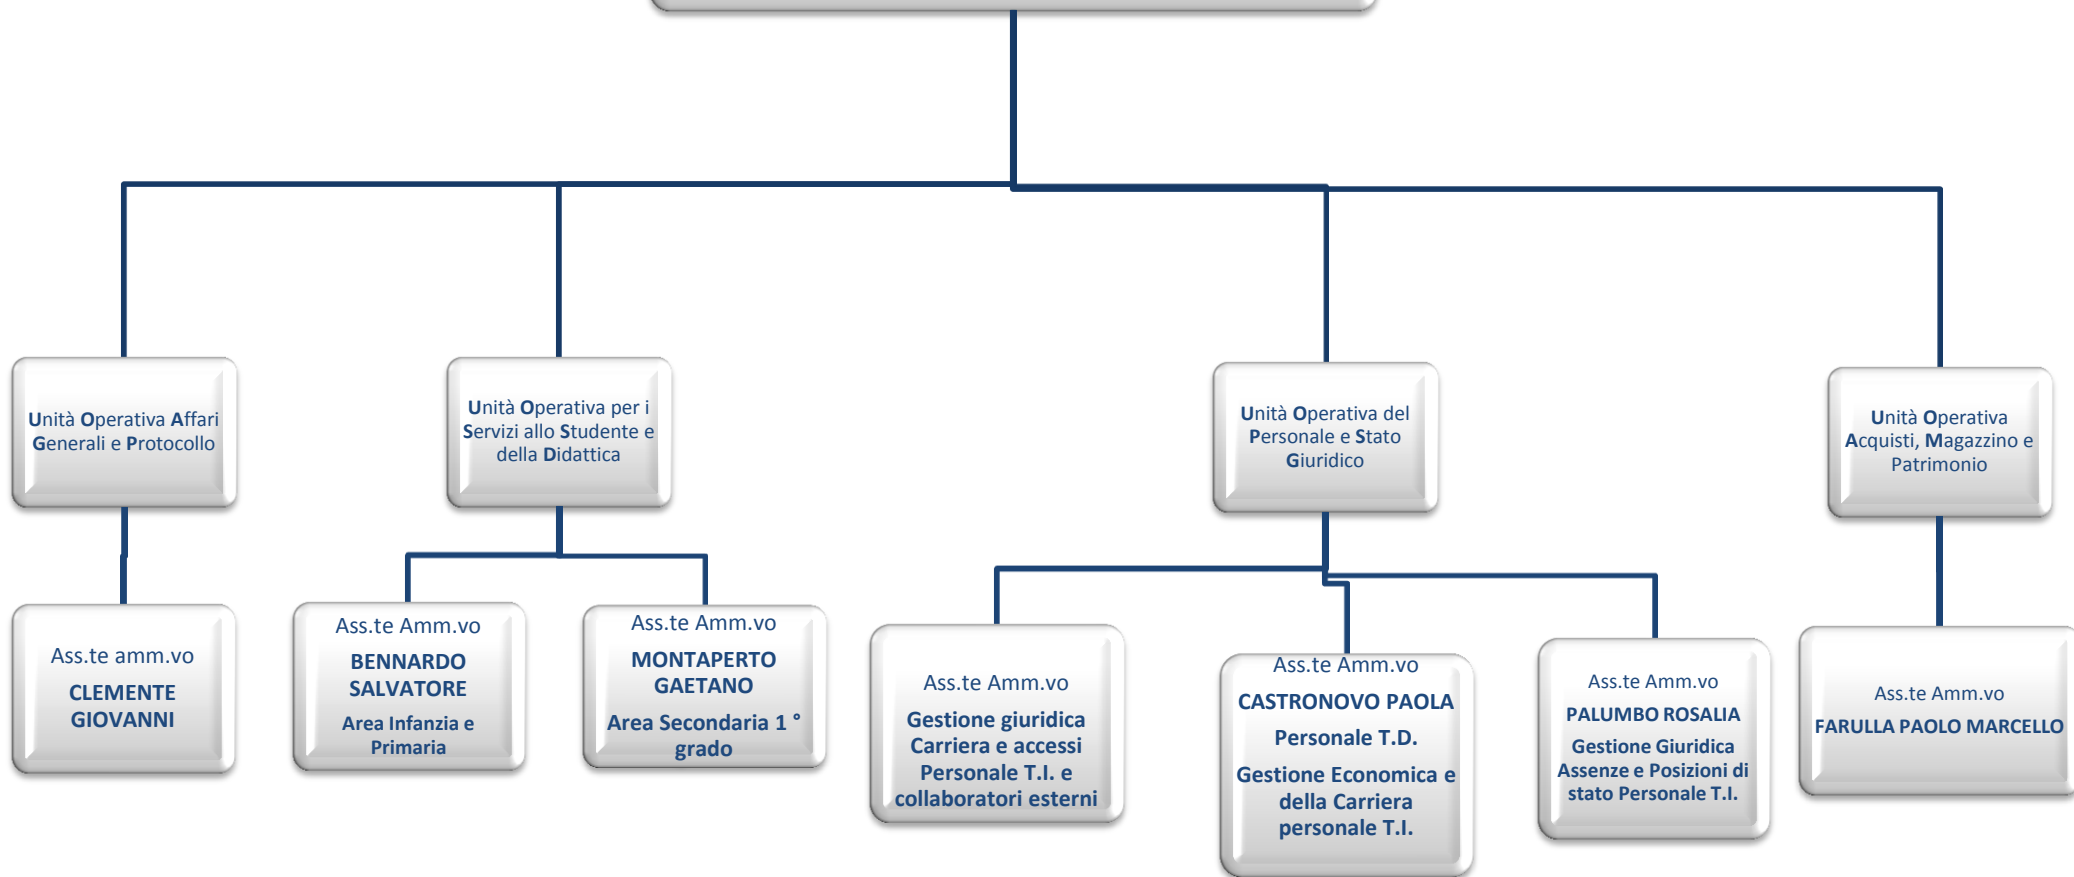 Unità Operativa Affari
Generali e Protocollo
Unità Operativa per i
Servizi allo Studente e
della Didattica
Unità Operativa del
Personale e Stato
Giuridico
Unità Operativa
Acquisti, Magazzino e
Patrimonio
Ass.te amm.vo
CLEMENTE
GIOVANNI
Ass.te Amm.vo
BENNARDO
SALVATORE
Area Infanzia e
Primaria
Ass.te Amm.vo
MONTAPERTO
GAETANO
Area Secondaria 1 °
grado
Ass.te Amm.vo
Gestione giuridica
Carriera e accessi
Personale T.I. e
collaboratori esterni
Ass.te Amm.vo
CASTRONOVO PAOLA
Personale T.D.
Gestione Economica e
della Carriera
personale T.I.
Ass.te Amm.vo
PALUMBO ROSALIA
Gestione Giuridica
Assenze e Posizioni di
stato Personale T.I.
Ass.te Amm.vo
FARULLA PAOLO MARCELLO